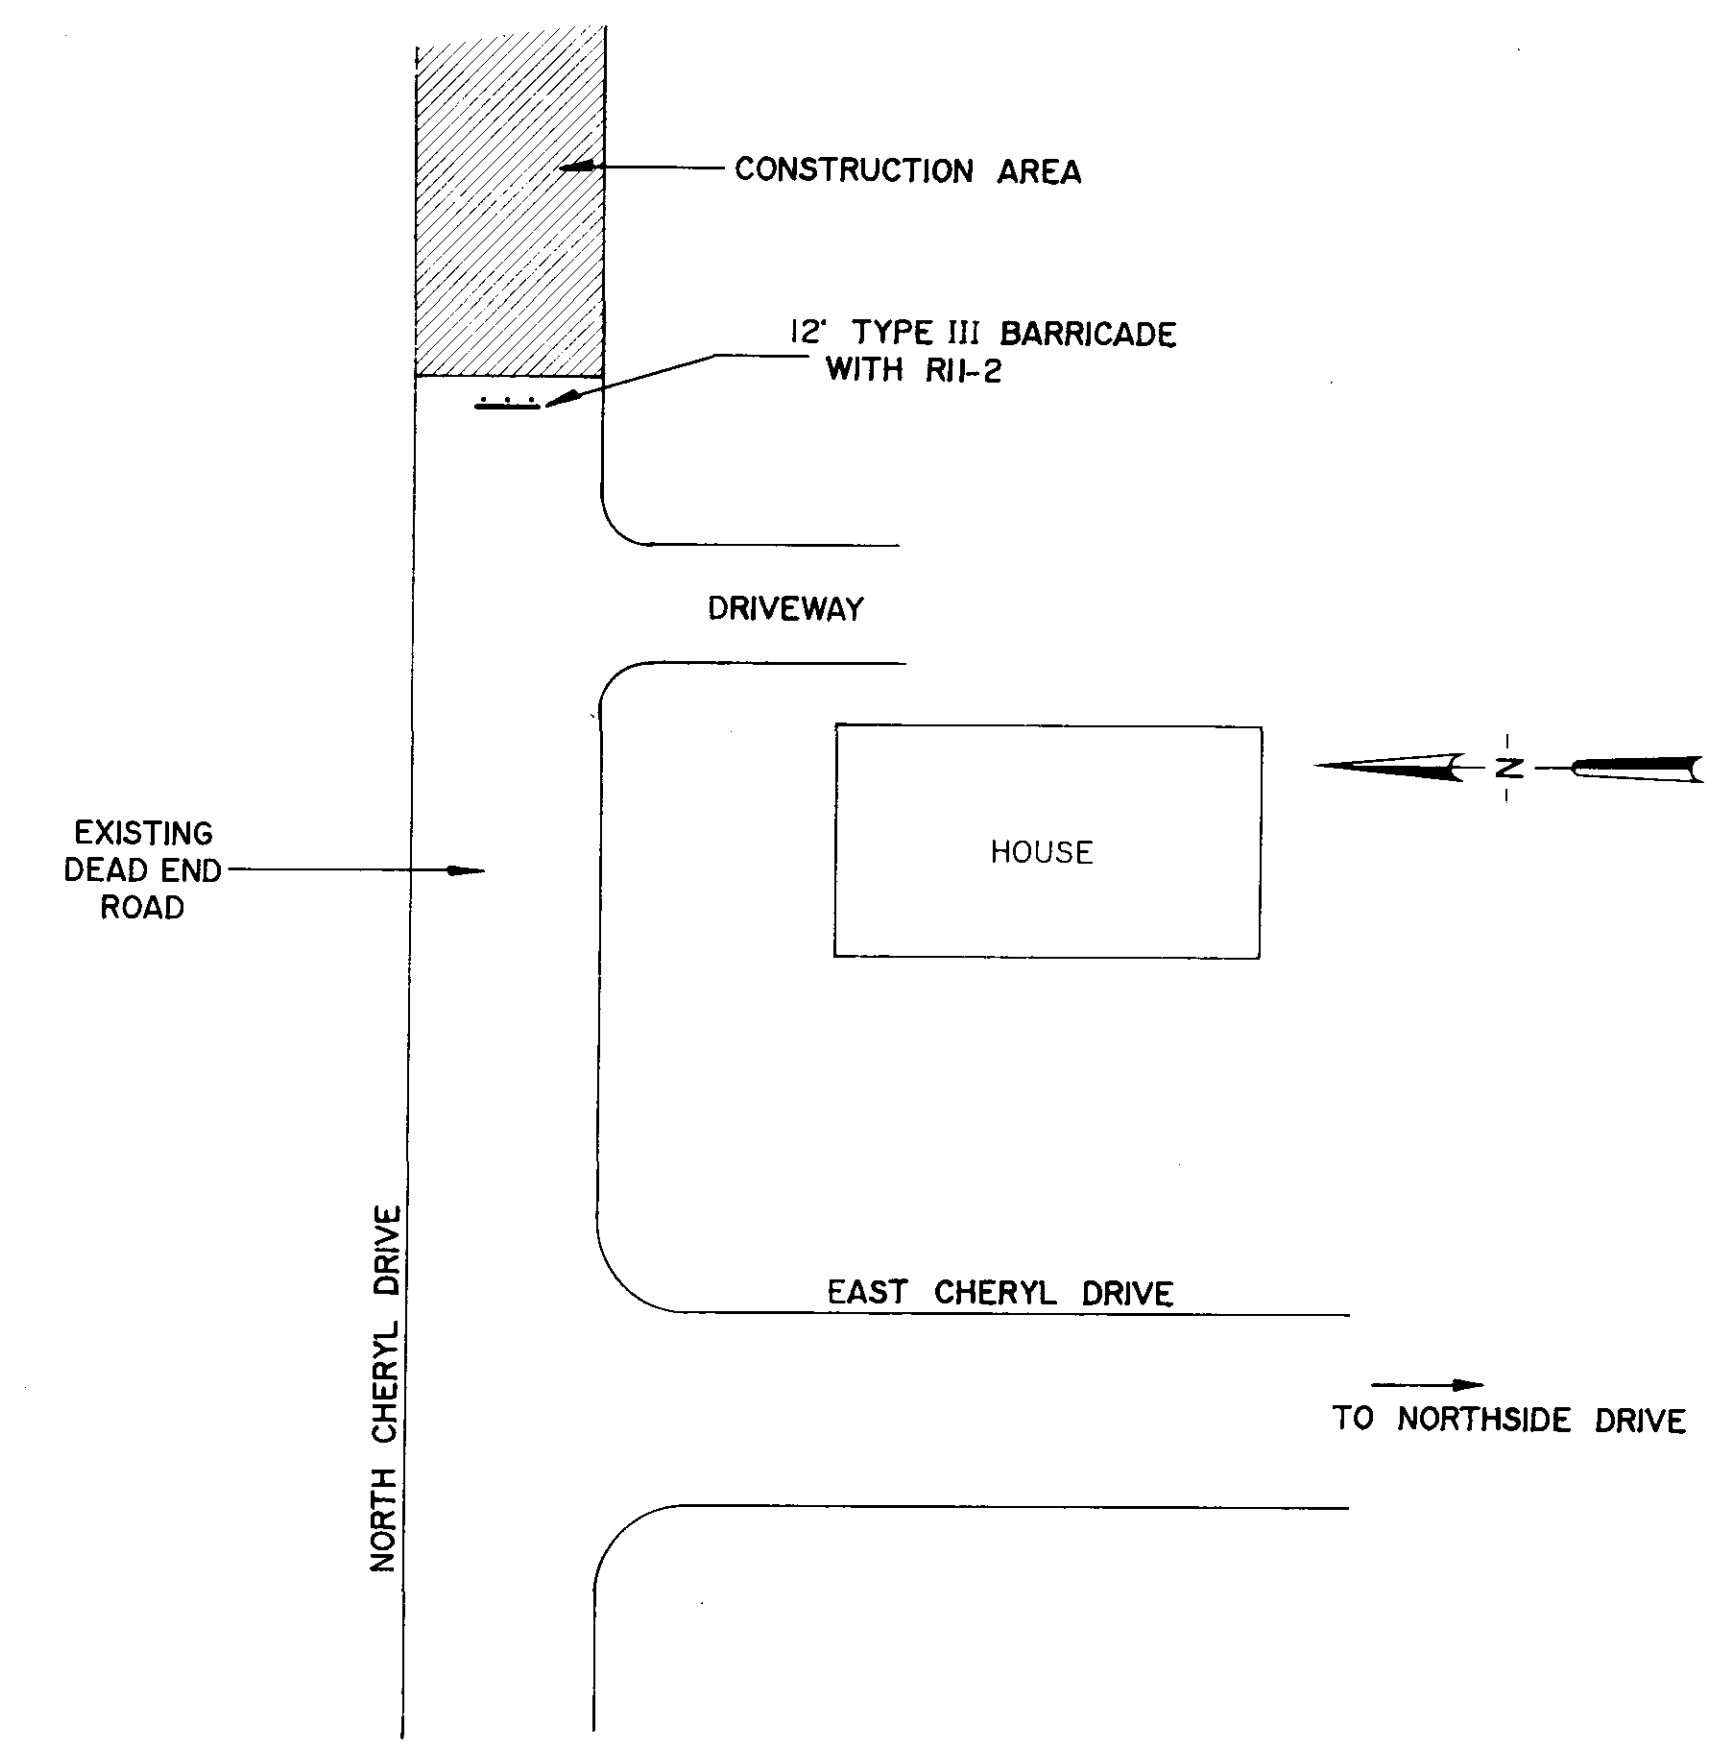 CONSTRUCTION AREA
12' TYPE III BARRICADE
WITH R11-2
DRIVEWAY
N
EXISTING
DEAD END
ROAD
HOUSE
NORTH CHERYL DRIVE
EAST CHERYL DRIVE
TO NORTHSIDE DRIVE